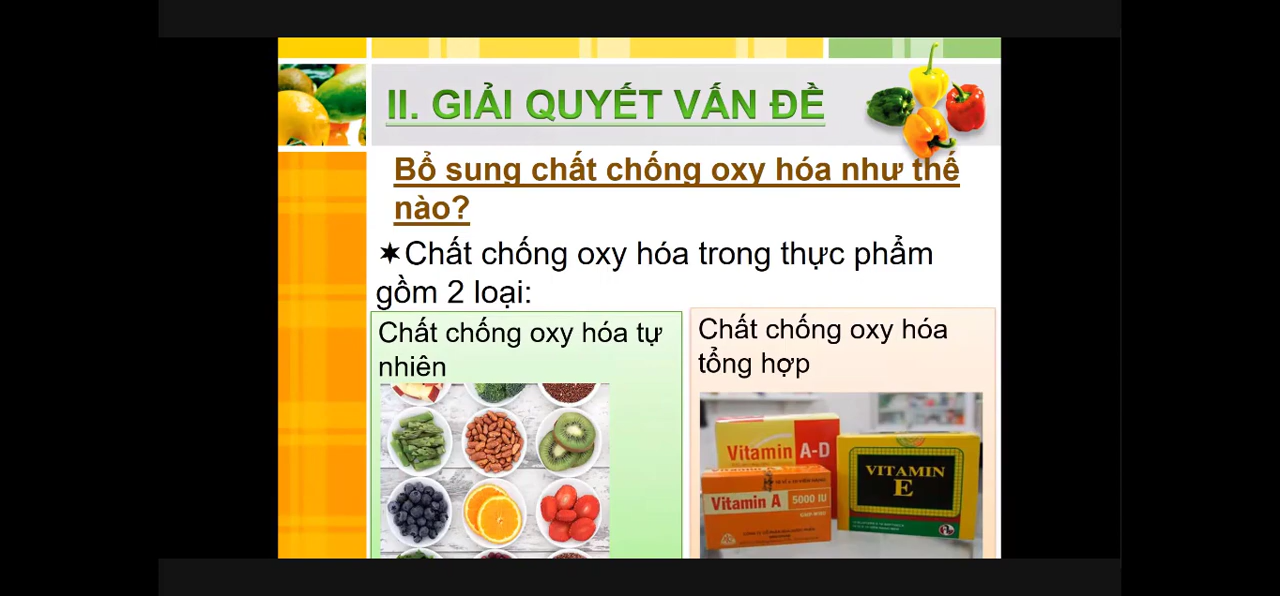 II. GIẢI QUYẾT VẤN ĐỀ
Bổ sung chất chống oxy hóa như thế
nào?
✶Chất chống oxy hóa trong thực phẩm
gồm 2 loại:
Chất chống oxy hóa tự
nhiên
Chất chống oxy hóa
tổng hợp
Vitamin A-D
Vitamin A 5000 IU
VITAMIN
E